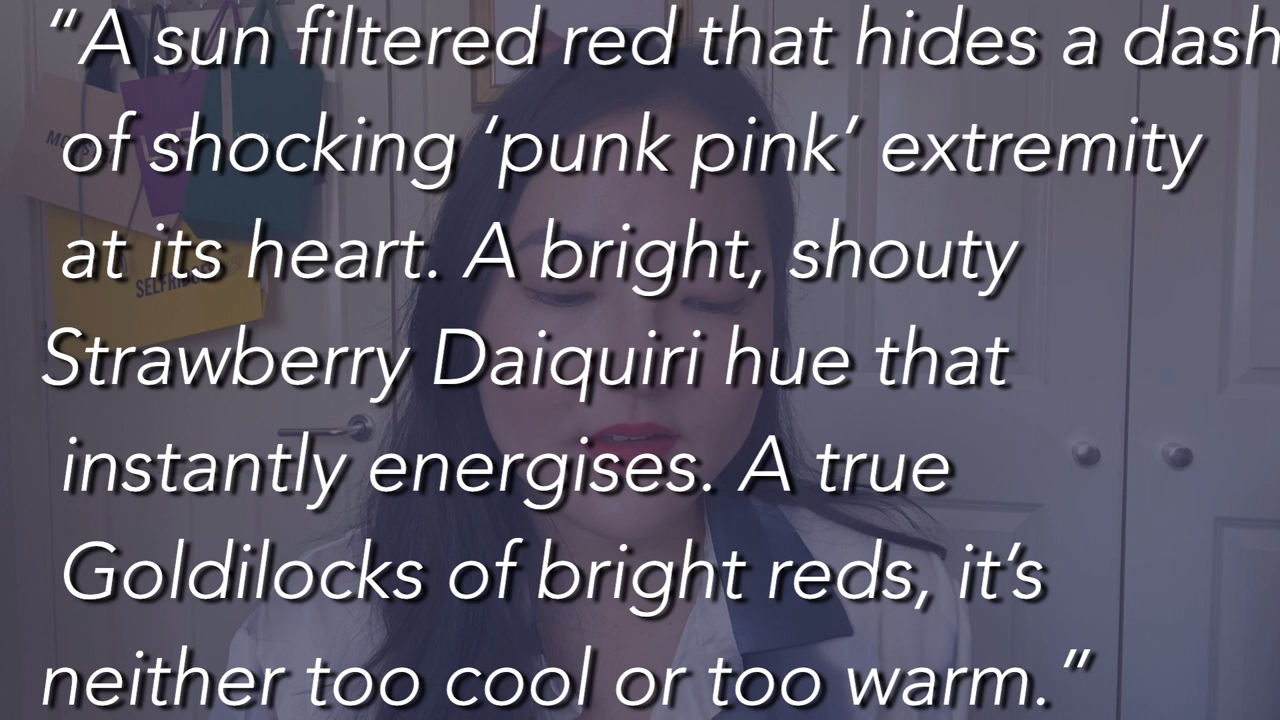 “A sun filtered red that hides a dash
of shocking ‘punk pink’ extremity
at its heart. A bright, shouty
Strawberry Daiquiri hue that
instantly energises. A true
Goldilocks of bright reds, it’s
neither too cool or too warm.”